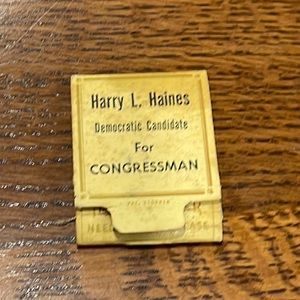 Harry L. Haines
Democratic Candidate
For
CONGRESSMAN